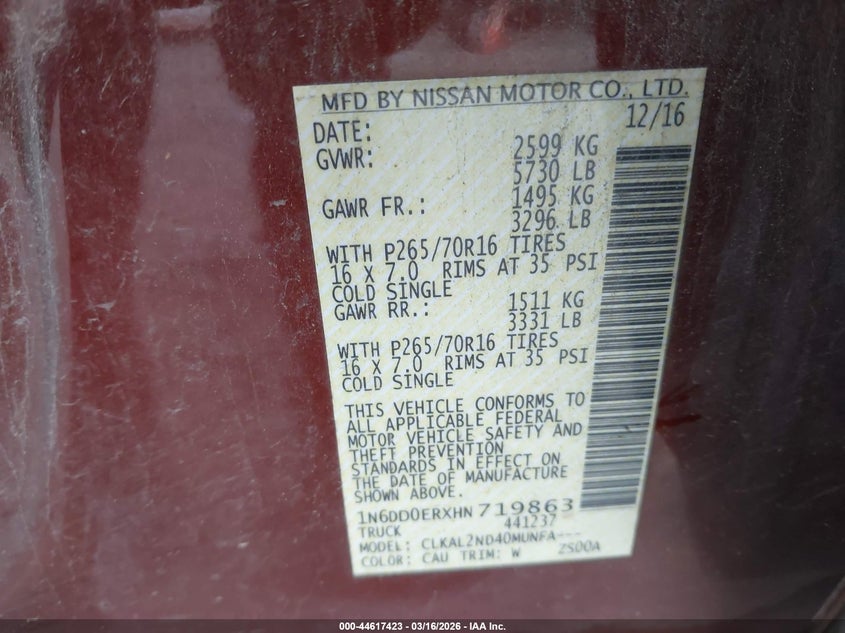 MFD BY NISSAN MOTOR CO., LTD.
DATE: 12/16
GVWR: 2599 KG
5730 LB
GAWR FR.: 1495 KG
3296 LB
WITH P265/70R16 TIRES
16 X 7.0 RIMS AT 35 PSI
COLD SINGLE
GAWR RR.: 1511 KG
3331 LB
WITH P265/70R16 TIRES
16 X 7.0 RIMS AT 35 PSI
COLD SINGLE
THIS VEHICLE CONFORMS TO
ALL APPLICABLE FEDERAL
MOTOR VEHICLE SAFETY AND
THEFT PREVENTION
STANDARDS IN EFFECT ON
THE DATE OF MANUFACTURE
SHOWN ABOVE.
1N6DD0ERXHN719863
TRUCK 441237
MODEL: CLKAL2ND40MUNFA---
COLOR: CAU TRIM: W 2S00A
000-44617423 - 03/16/2026 - IAA Inc.